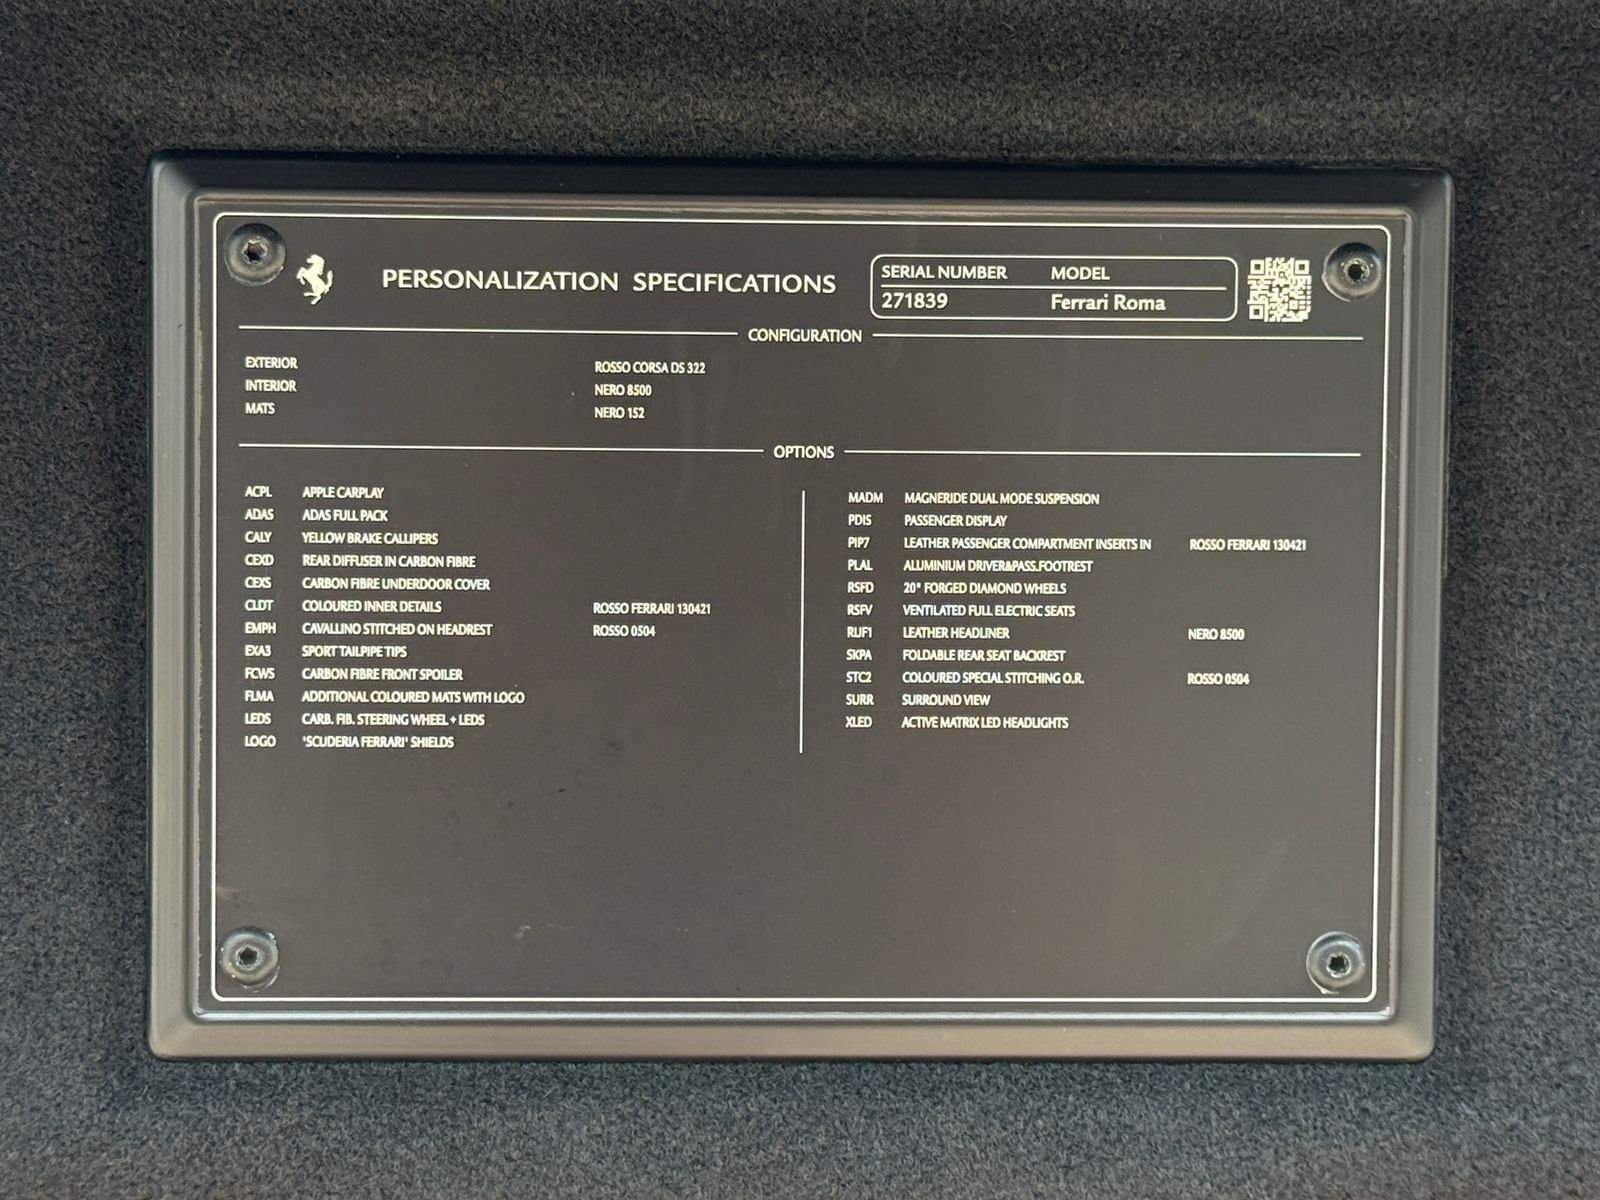 PERSONALIZATION SPECIFICATIONS
SERIAL NUMBER MODEL
271839 Ferrari Roma
CONFIGURATION
EXTERIOR ROSSO CORSA DS 322
INTERIOR NERO 8500
MATS NERO 152
OPTIONS
ACPL APPLE CARPLAY
ADAS ADAS FULL PACK
CALY YELLOW BRAKE CALLIPERS
CEXD REAR DIFFUSER IN CARBON FIBRE
CEXS CARBON FIBRE UNDERDOOR COVER
CLDT COLOURED INNER DETAILS ROSSO FERRARI 130421
EMPH CAVALLINO STITCHED ON HEADREST ROSSO 0504
EXA3 SPORT TAILPIPE TIPS
FCWS CARBON FIBRE FRONT SPOILER
FLMA ADDITIONAL COLOURED MATS WITH LOGO
LEDS CARB. FIB. STEERING WHEEL + LEDS
LOGO 'SCUDERIA FERRARI' SHIELDS
MADM MAGNERIDE DUAL MODE SUSPENSION
PDIS PASSENGER DISPLAY
PIP7 LEATHER PASSENGER COMPARTMENT INSERTS IN ROSSO FERRARI 130421
PLAL ALUMINIUM DRIVER&PASS.FOOTREST
RSFD 20" FORGED DIAMOND WHEELS
RSFV VENTILATED FULL ELECTRIC SEATS
RUF1 LEATHER HEADLINER NERO 8500
SKPA FOLDABLE REAR SEAT BACKREST
STC2 COLOURED SPECIAL STITCHING O.R. ROSSO 0504
SURR SURROUND VIEW
XLED ACTIVE MATRIX LED HEADLIGHTS